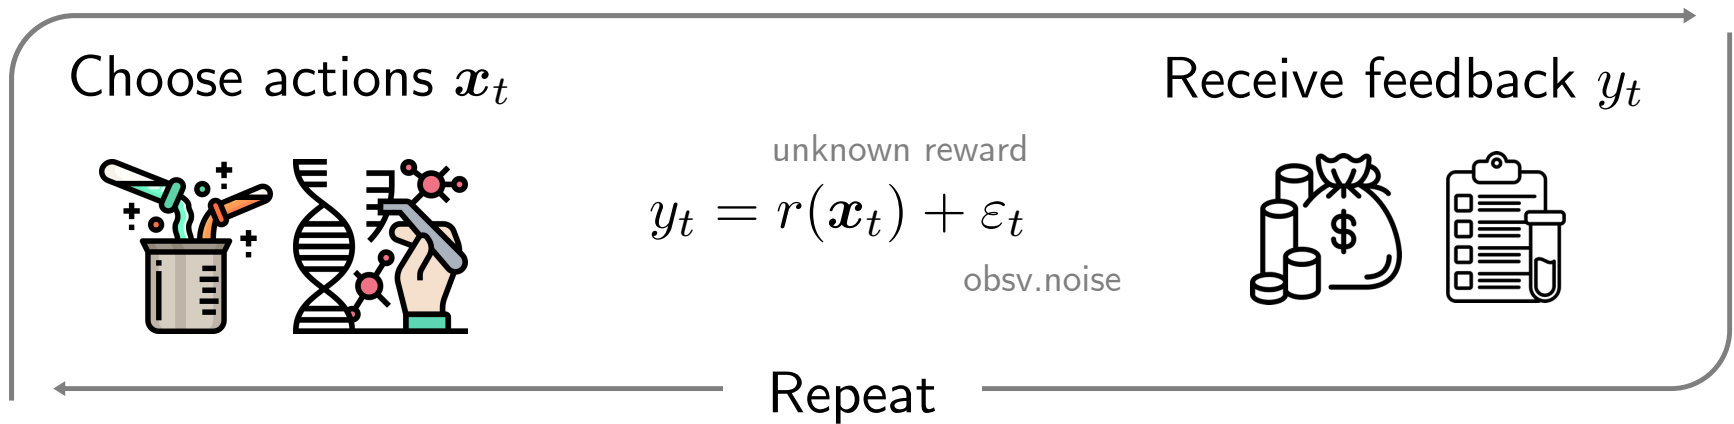 Choose actions 𝒙ₜ
Receive feedback yₜ
unknown reward
yₜ = r(𝒙ₜ) + εₜ
obsv.noise
$
Repeat